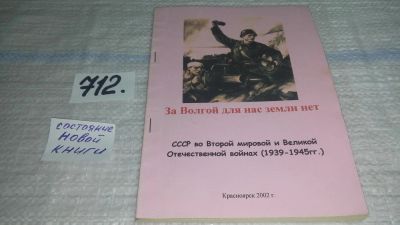 712.
состояние
новой
книги
За Волгой для нас земли нет
СССР во Второй мировой и Великой
Отечественной войнах (1939-1945гг.)
Красноярск 2002 г.